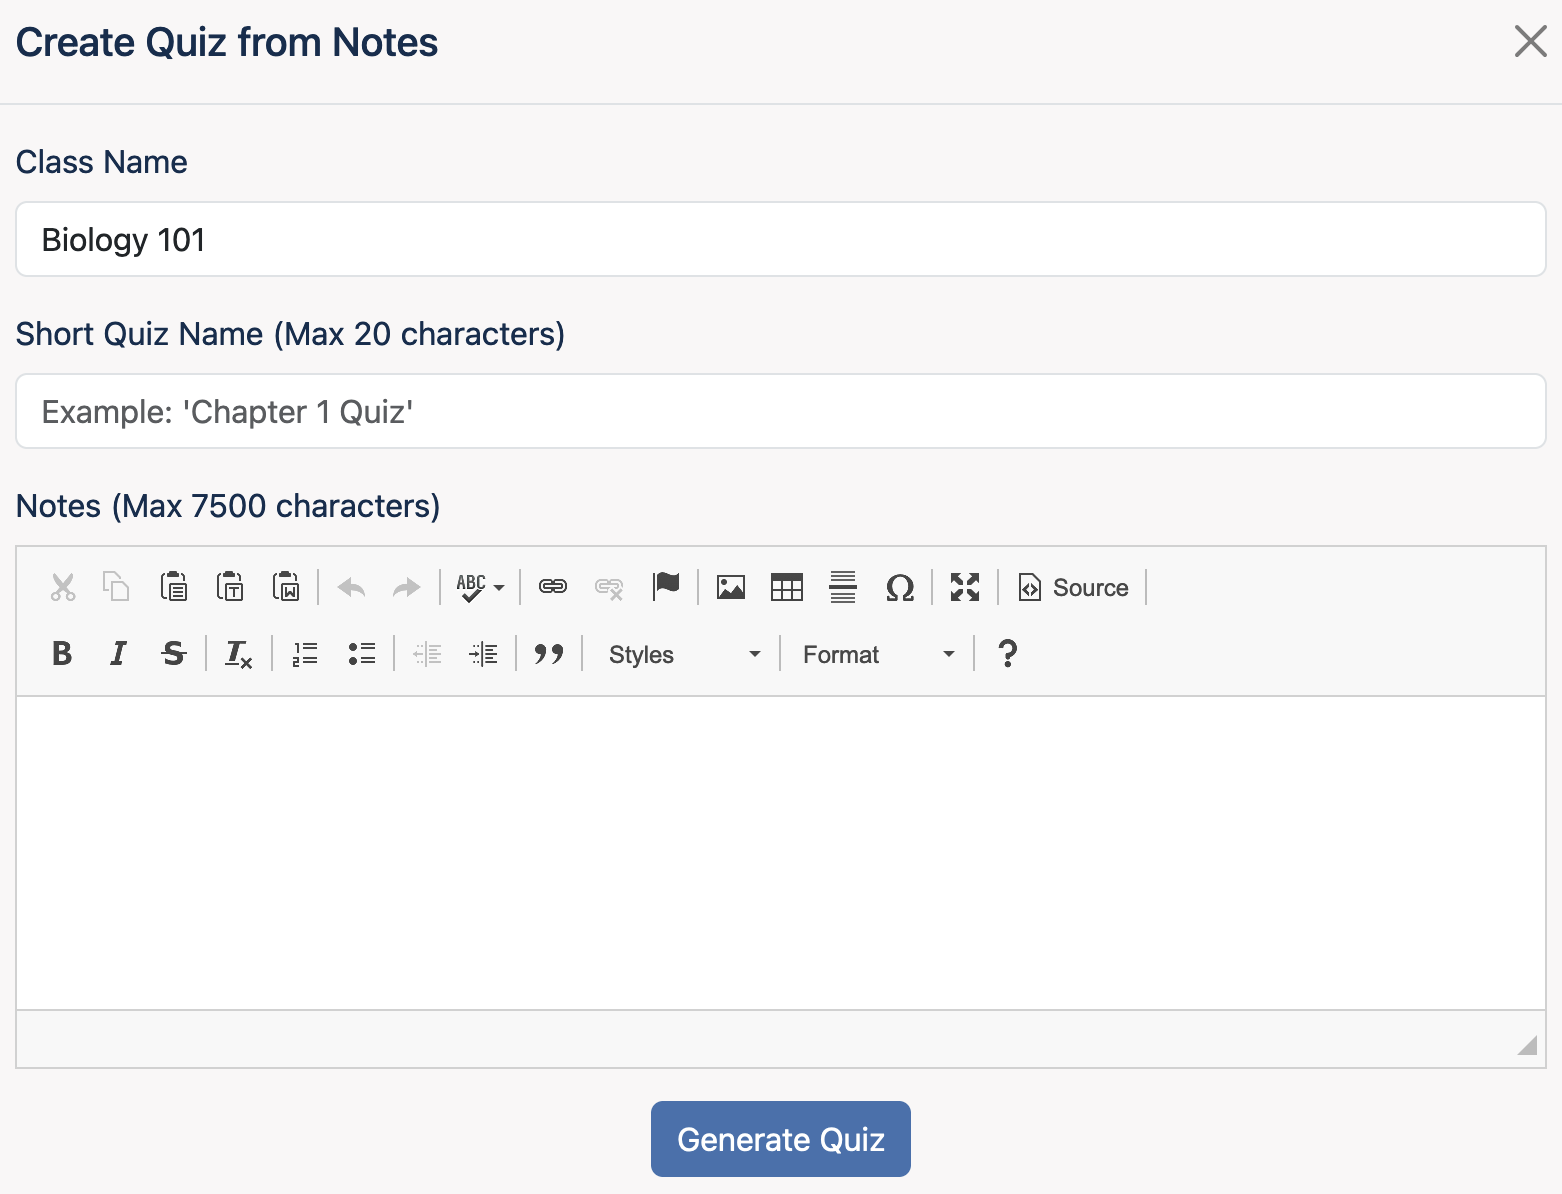 Create Quiz from Notes
Class Name
Biology 101
Short Quiz Name (Max 20 characters)
Example: 'Chapter 1 Quiz'
Notes (Max 7500 characters)
ABC Ω Source
B I S Tx Styles Format ?
Generate Quiz